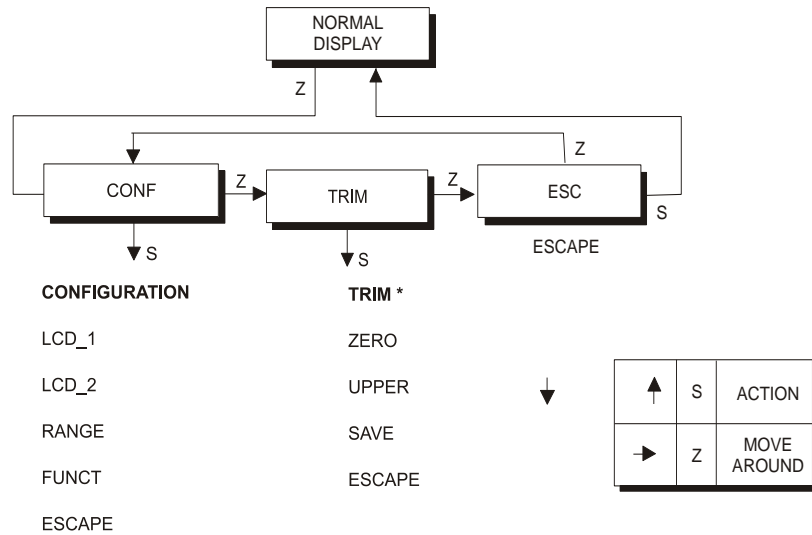 NORMAL
DISPLAY
Z
Z
CONF
Z
TRIM
Z
ESC
S
S
S
ESCAPE
CONFIGURATION
TRIM *
LCD_1
ZERO
LCD_2
UPPER
S
ACTION
RANGE
SAVE
Z
MOVE
AROUND
FUNCT
ESCAPE
ESCAPE